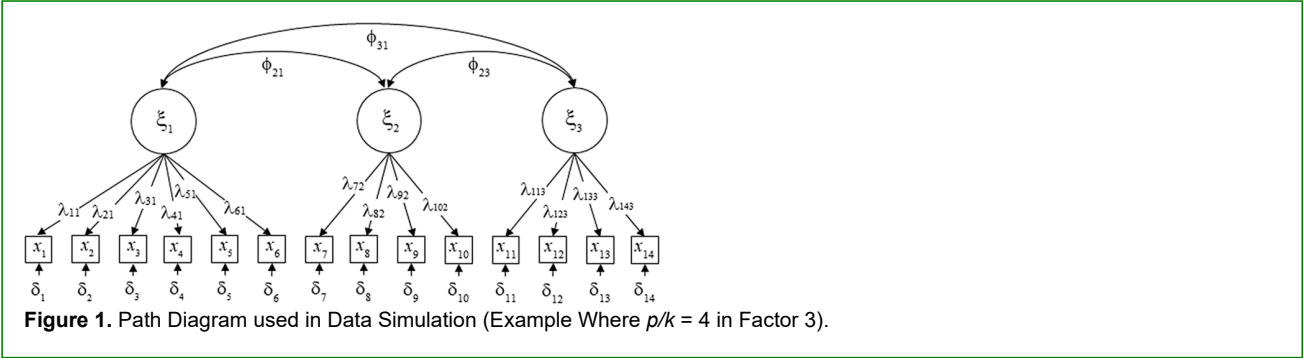 ϕ31
ϕ21 ϕ23
ξ1 ξ2 ξ3
λ11 λ21 λ31 λ41 λ51 λ61 λ72 λ82 λ92 λ102 λ113 λ123 λ133 λ143
x1 x2 x3 x4 x5 x6 x7 x8 x9 x10 x11 x12 x13 x14
δ1 δ2 δ3 δ4 δ5 δ6 δ7 δ8 δ9 δ10 δ11 δ12 δ13 δ14
Figure 1. Path Diagram used in Data Simulation (Example Where p/k = 4 in Factor 3).